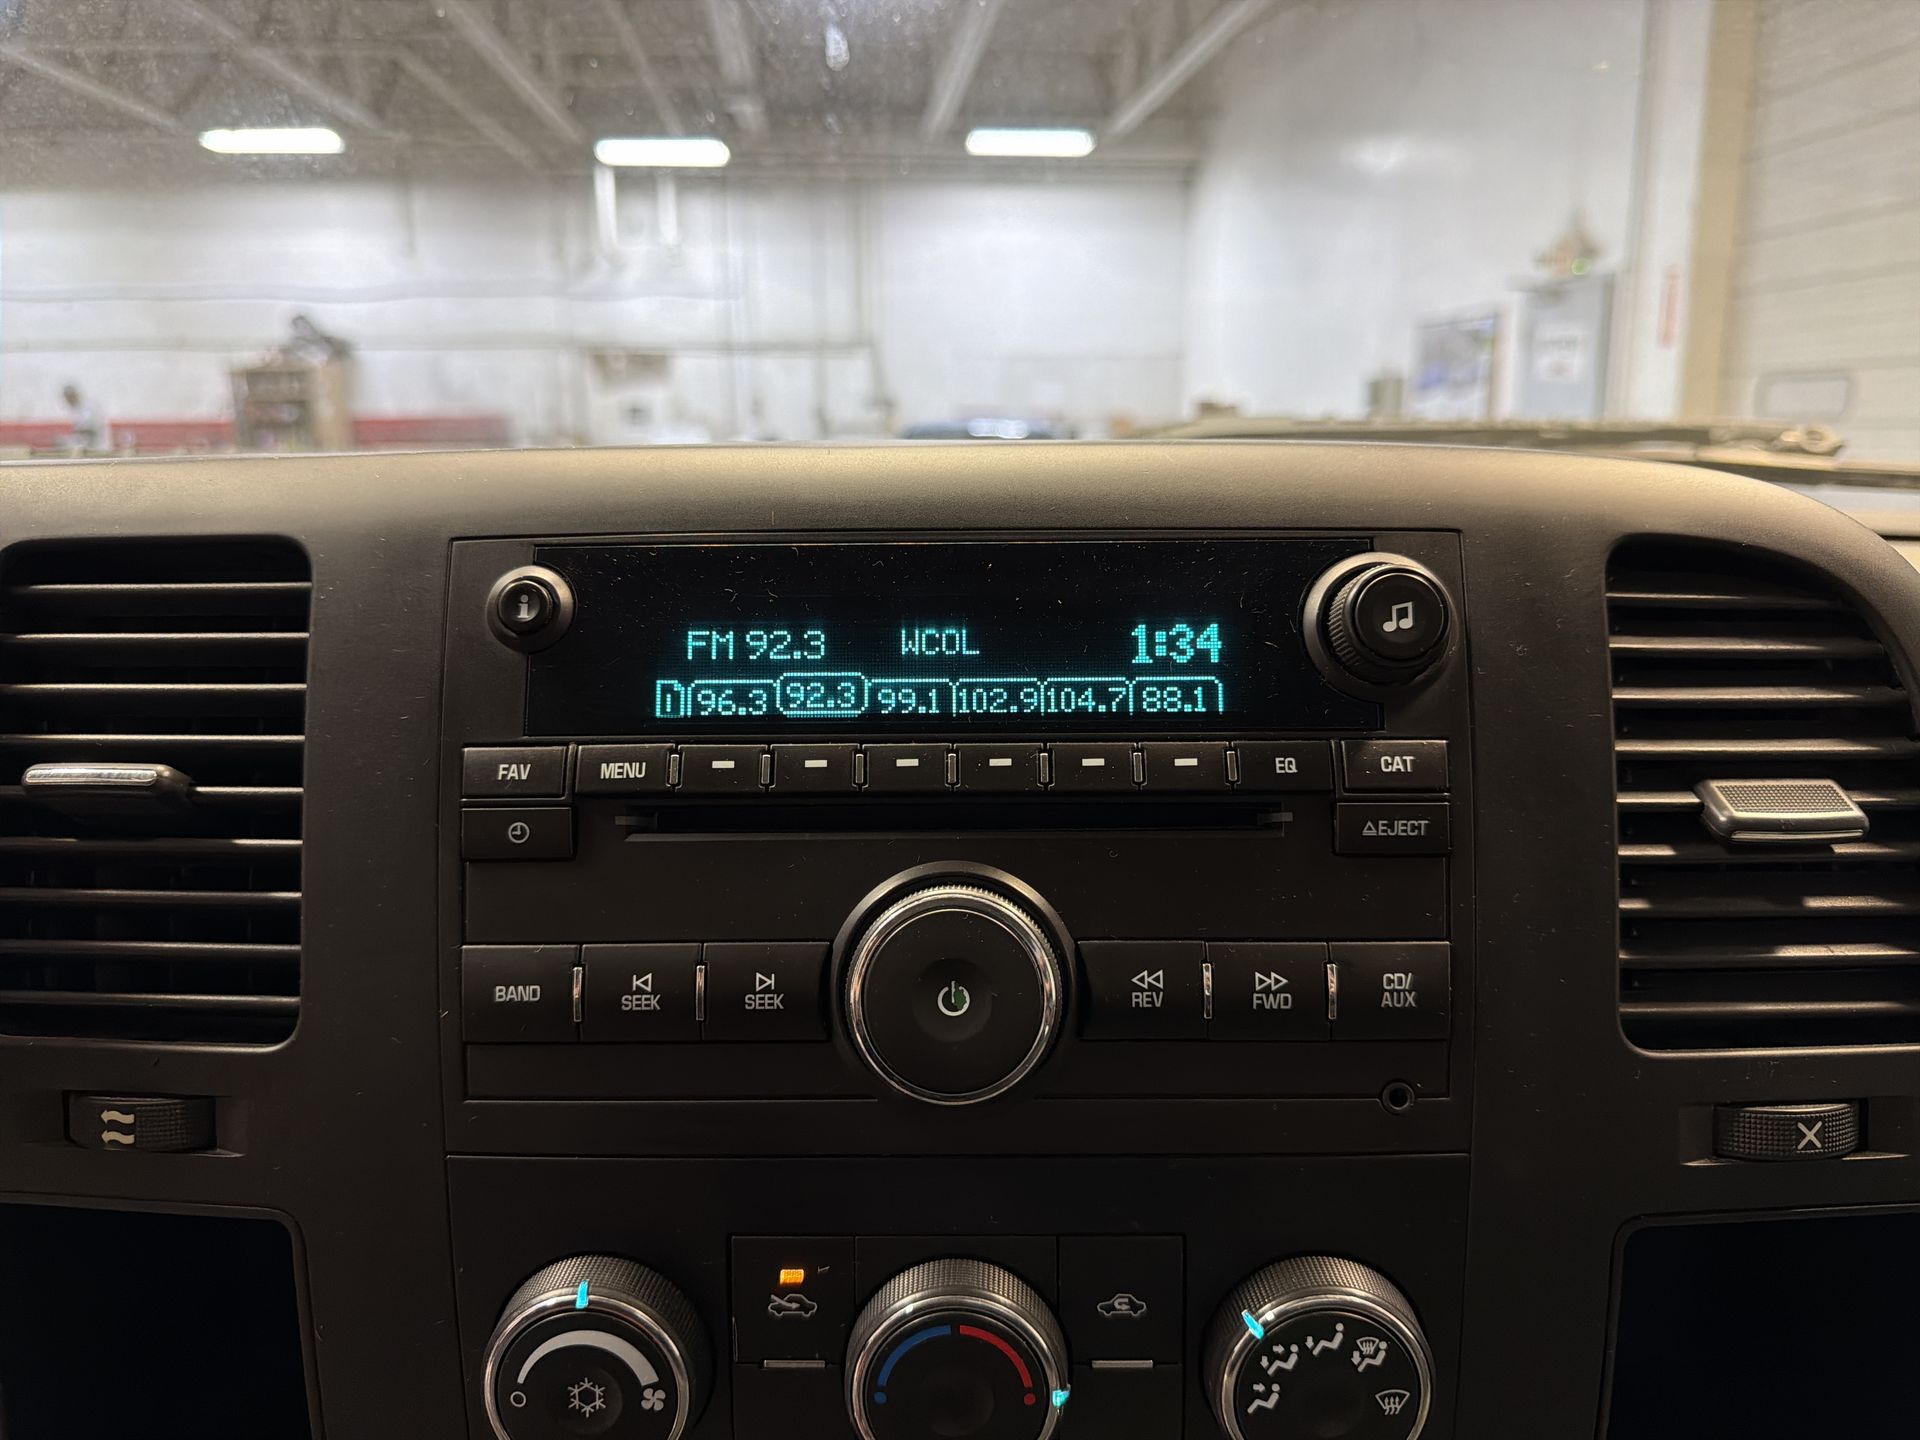 FM 92.3 WCOL 1:34
1 96.3 92.3 99.1 102.9 104.7 88.1
FAV MENU EQ CAT
EJECT
BAND SEEK SEEK REV FWD CD/
AUX